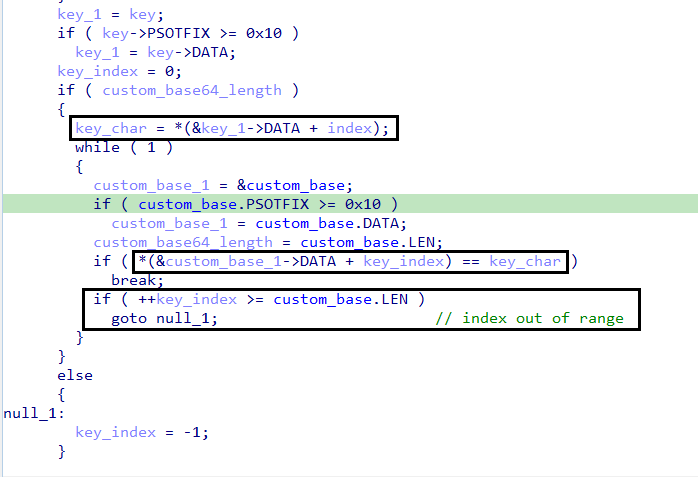 key_1 = key;
if ( key->PSOTFIX >= 0x10 )
key_1 = key->DATA;
key_index = 0;
if ( custom_base64_length )
{
key_char = *(&key_1->DATA + index);
while ( 1 )
{
custom_base_1 = &custom_base;
if ( custom_base.PSOTFIX >= 0x10 )
custom_base_1 = custom_base.DATA;
custom_base64_length = custom_base.LEN;
if ( *(&custom_base_1->DATA + key_index) == key_char )
break;
if ( ++key_index >= custom_base.LEN )
goto null_1; // index out of range
}
}
else
{
null_1:
key_index = -1;
}